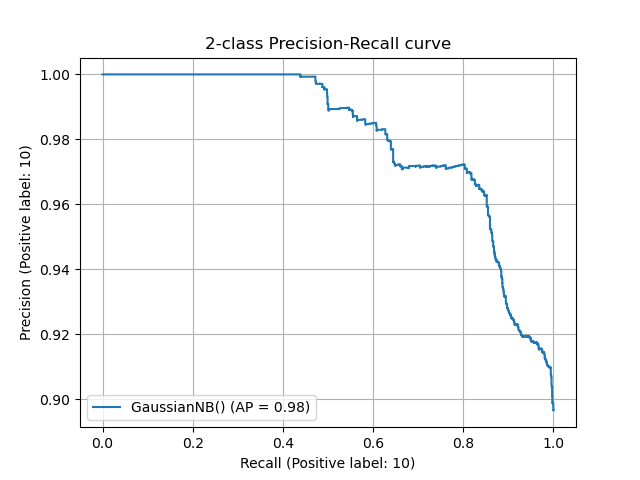 2-class Precision-Recall curve
1.00
0.98
0.96
0.94
0.92
0.90
Precision (Positive label: 10)
GaussianNB() (AP = 0.98)
0.0 0.2 0.4 0.6 0.8 1.0
Recall (Positive label: 10)